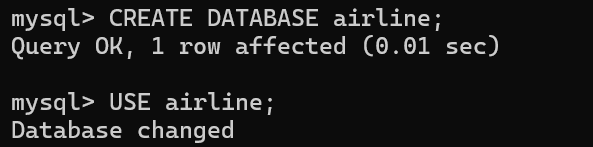 mysql> CREATE DATABASE airline;
Query OK, 1 row affected (0.01 sec)
mysql> USE airline;
Database changed